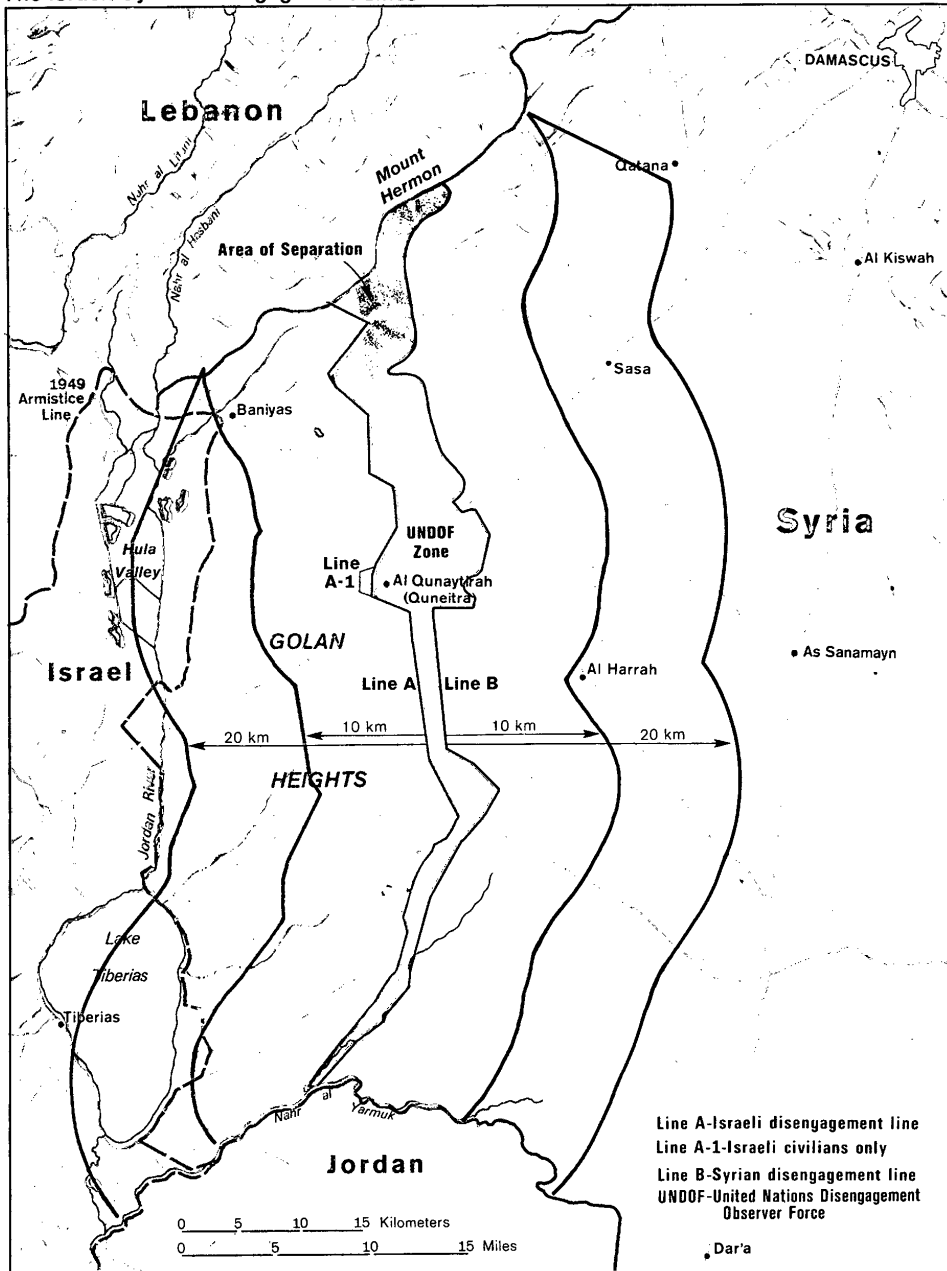 DAMASCUS
Lebanon
Nahr al Litani
Nahr al Hasbani
Mount
Hermon
Qatana
Area of Separation
Al Kiswah
Sasa
1949
Armistice
Line
Baniyas
Syria
UNDOF
Zone
Hula
Valley
Line
A-1
Al Qunaytirah
(Quneitra)
GOLAN
As Sanamayn
Israel
Line A
Line B
Al Harrah
10 km
10 km
20 km
20 km
HEIGHTS
Jordan River
Lake
Tiberias
Tiberias
Nahr al Yarmuk
Jordan
Line A-Israeli disenyagement line
Line A-1-Israeli civilians only
Line B-Syrian disengagement line
UNDOF-United Nations Disengagement
Observer Force
0 5 10 15 Kilometers
0 5 10 15 Miles
Dar'a